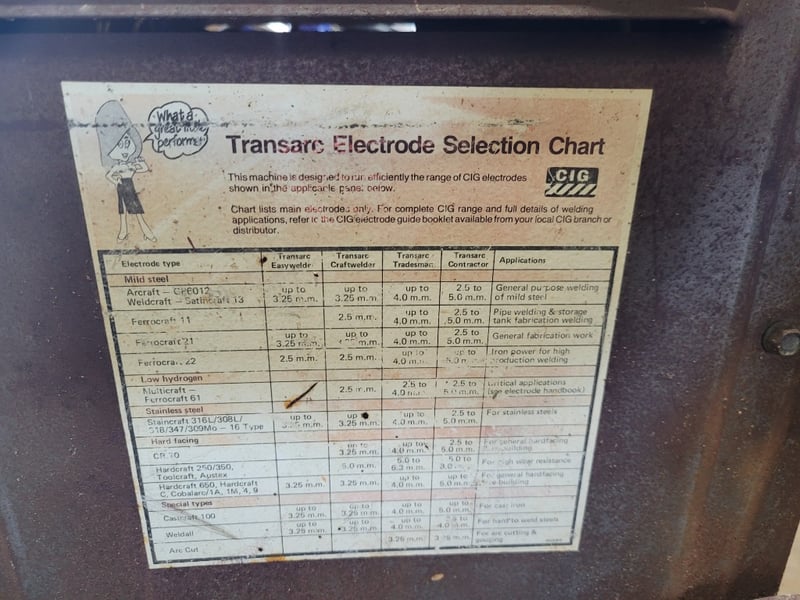 What a
great little
performer
Transarc Electrode Selection Chart
This machine is designed to run efficiently the range of CIG electrodes
shown in the applicable panel below.
CIG
Chart lists main electrodes only. For complete CIG range and full details of welding
applications, refer to the CIG electrode guide booklet available from your local CIG branch or
distributor.
Electrode type Transarc Easywelder Transarc Craftwelder Transarc Tradesman Transarc Contractor Applications
Mild steel
Arcraft — 6012 up to up to up to 2.5 to General purpose welding
Weldcraft — Satincraft 13 3.25 m.m. 3.25 m.m. 4.0 m.m. 5.0 m.m. of mild steel
Ferrocraft 11 2.5 m.m. up to 4.0 m.m. 2.5 to 5.0 m.m. Pipe welding & storage tank fabrication welding
Ferrocraft 21 up to 3.25 m.m. up to m.m. up to 4.0 m.m. 2.5 to 5.0 m.m. General fabrication work
Ferrocraft 22 2.5 m.m. 2.5 m.m. up to 4.0 m.m. up to 5.0 m.m. Iron power for high production welding
Low hydrogen
Multicraft — 2.5 m.m. 2.5 to 2.5 to Critical applications
Ferrocraft 61 4.0 m.m. 5.0 m.m. (see electrode handbook)
Stainless steel
Staincraft 316L/308L/ up to up to up to 2.5 to For stainless steels
318/347/309Mo — 16 Type 3.25 m.m. 3.25 m.m. 4.0 m.m. 5.0 m.m.
Hard facing
CR 70 up to 3.25 m.m. up to 4.0 m.m. 2.5 to 5.0 m.m. For general hardfacing building
Hardcraft 250/350, 5.0 to 5.0 to For high wear resistance
Toolcraft, Austex 5.0 m.m. 6.3 m.m.
Hardcraft 650, Hardcraft 3.25 m.m. 3.25 m.m. up to up to For general hardfacing
C, Cobalarc/1A, 1M, 4, 9 4.0 m.m. 5.0 m.m. building
Special types
Castcraft 100 up to 3.25 m.m. up to 3.25 m.m. up to 4.0 m.m. up to 5.0 m.m. For cast iron
Weldall up to 3.25 m.m. up to 3.25 m.m. up to 4.0 m.m. 4.0 m.m. For hard to weld steels
Arc Cut 3.25 m.m. m.m. For arc cutting & gouging